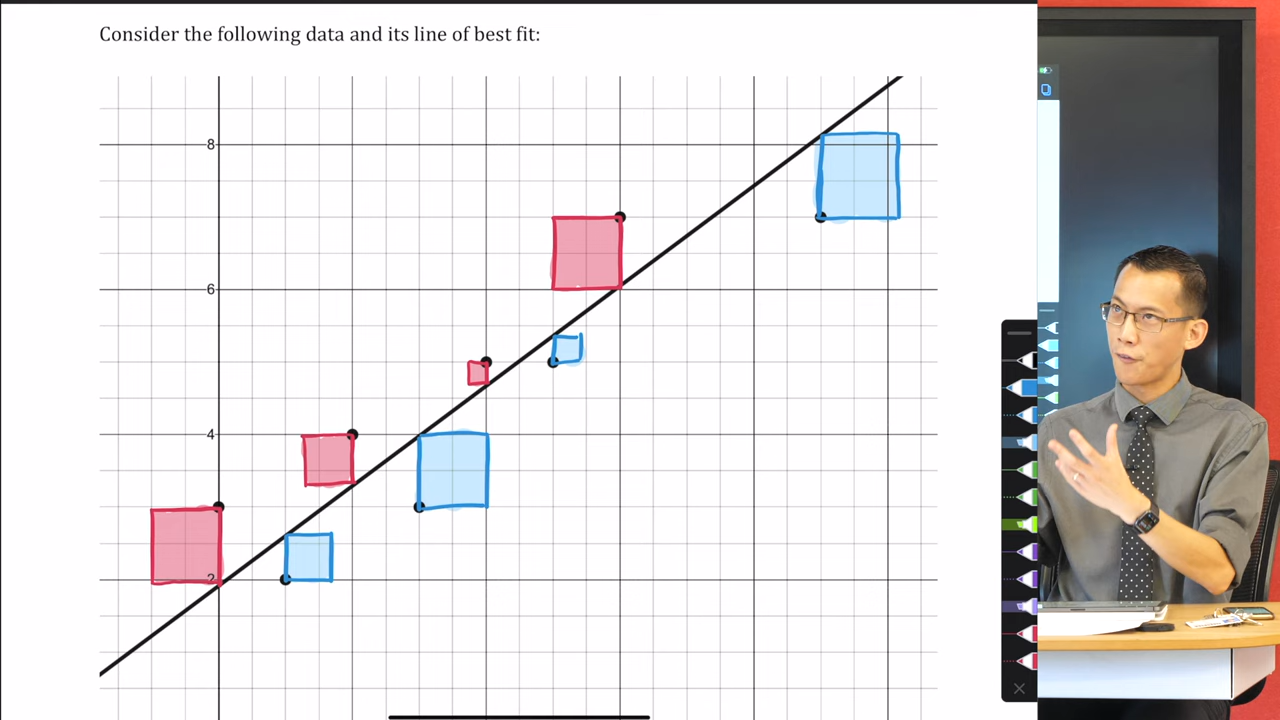 Consider the following data and its line of best fit:
8
6
4
2